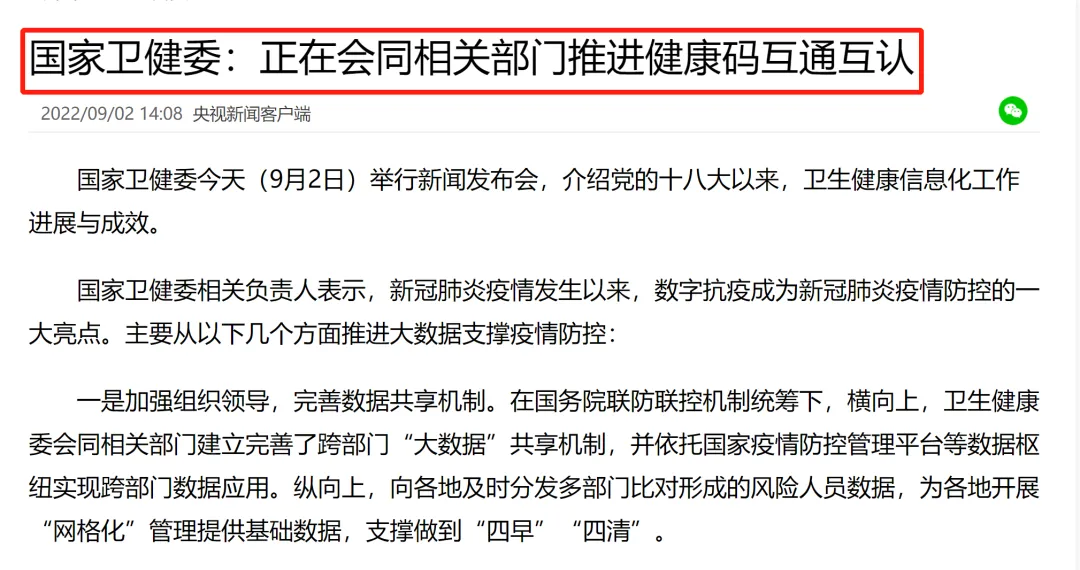 国家卫健委：正在会同相关部门推进健康码互通互认
2022/09/02 14:08 央视新闻客户端
国家卫健委今天（9月2日）举行新闻发布会，介绍党的十八大以来，卫生健康信息化工作
进展与成效。
国家卫健委相关负责人表示，新冠肺炎疫情发生以来，数字抗疫成为新冠肺炎疫情防控的一
大亮点。主要从以下几个方面推进大数据支撑疫情防控：
一是加强组织领导，完善数据共享机制。在国务院联防联控机制统筹下，横向上，卫生健康
委会同相关部门建立完善了跨部门“大数据”共享机制，并依托国家疫情防控管理平台等数据枢
纽实现跨部门数据应用。纵向上，向各地及时分发多部门比对形成的风险人员数据，为各地开展
“网格化”管理提供基础数据，支撑做到“四早”“四清”。